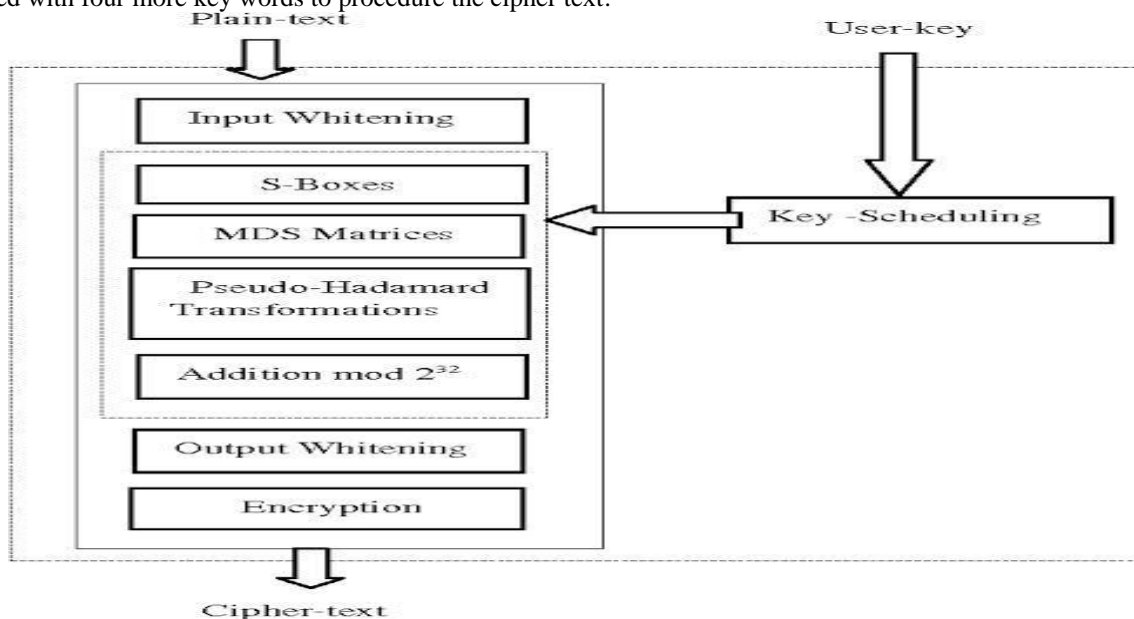 ed with four more key words to procedure the cipher text.
Plain-text
User-key
Input Whitening
S-Boxes
MDS Matrices
Pseudo-Hadamard
Transformations
Addition mod 2³²
Key -Scheduling
Output Whitening
Encryption
Cipher-text